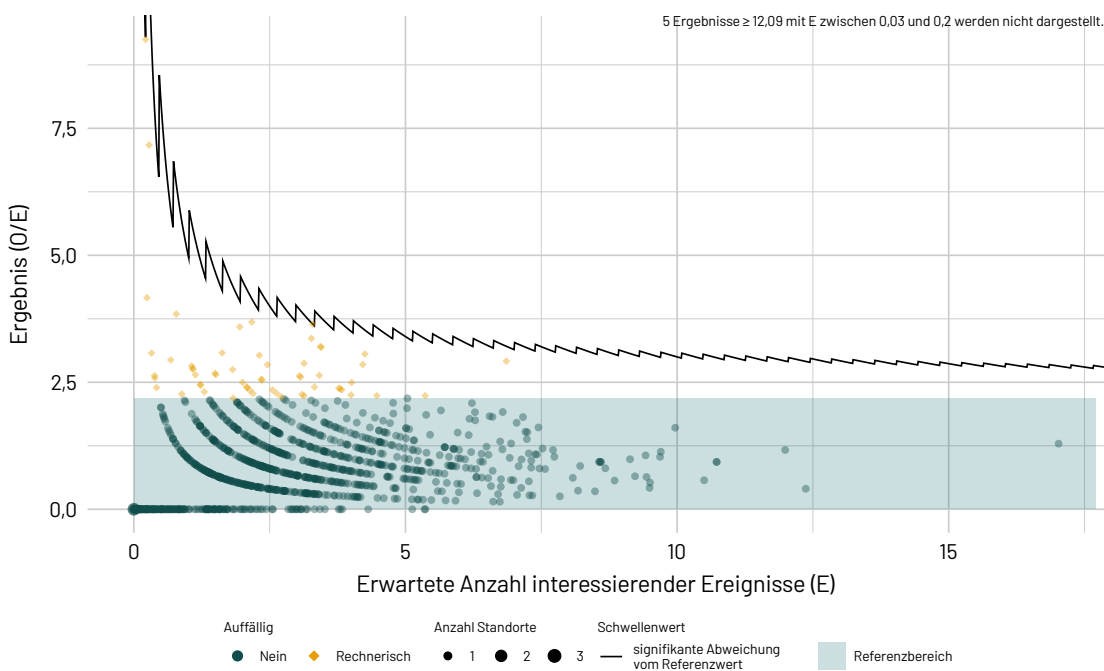 5 Ergebnisse ≥ 12,09 mit E zwischen 0,03 und 0,2 werden nicht dargestellt.
Ergebnis (O/E)
7,5
5,0
2,5
0,0
0
5
10
15
Erwartete Anzahl interessierender Ereignisse (E)
Auffällig
Nein
Rechnerisch
Anzahl Standorte
1
2
3
Schwellenwert
signifikante Abweichung
vom Referenzwert
Referenzbereich